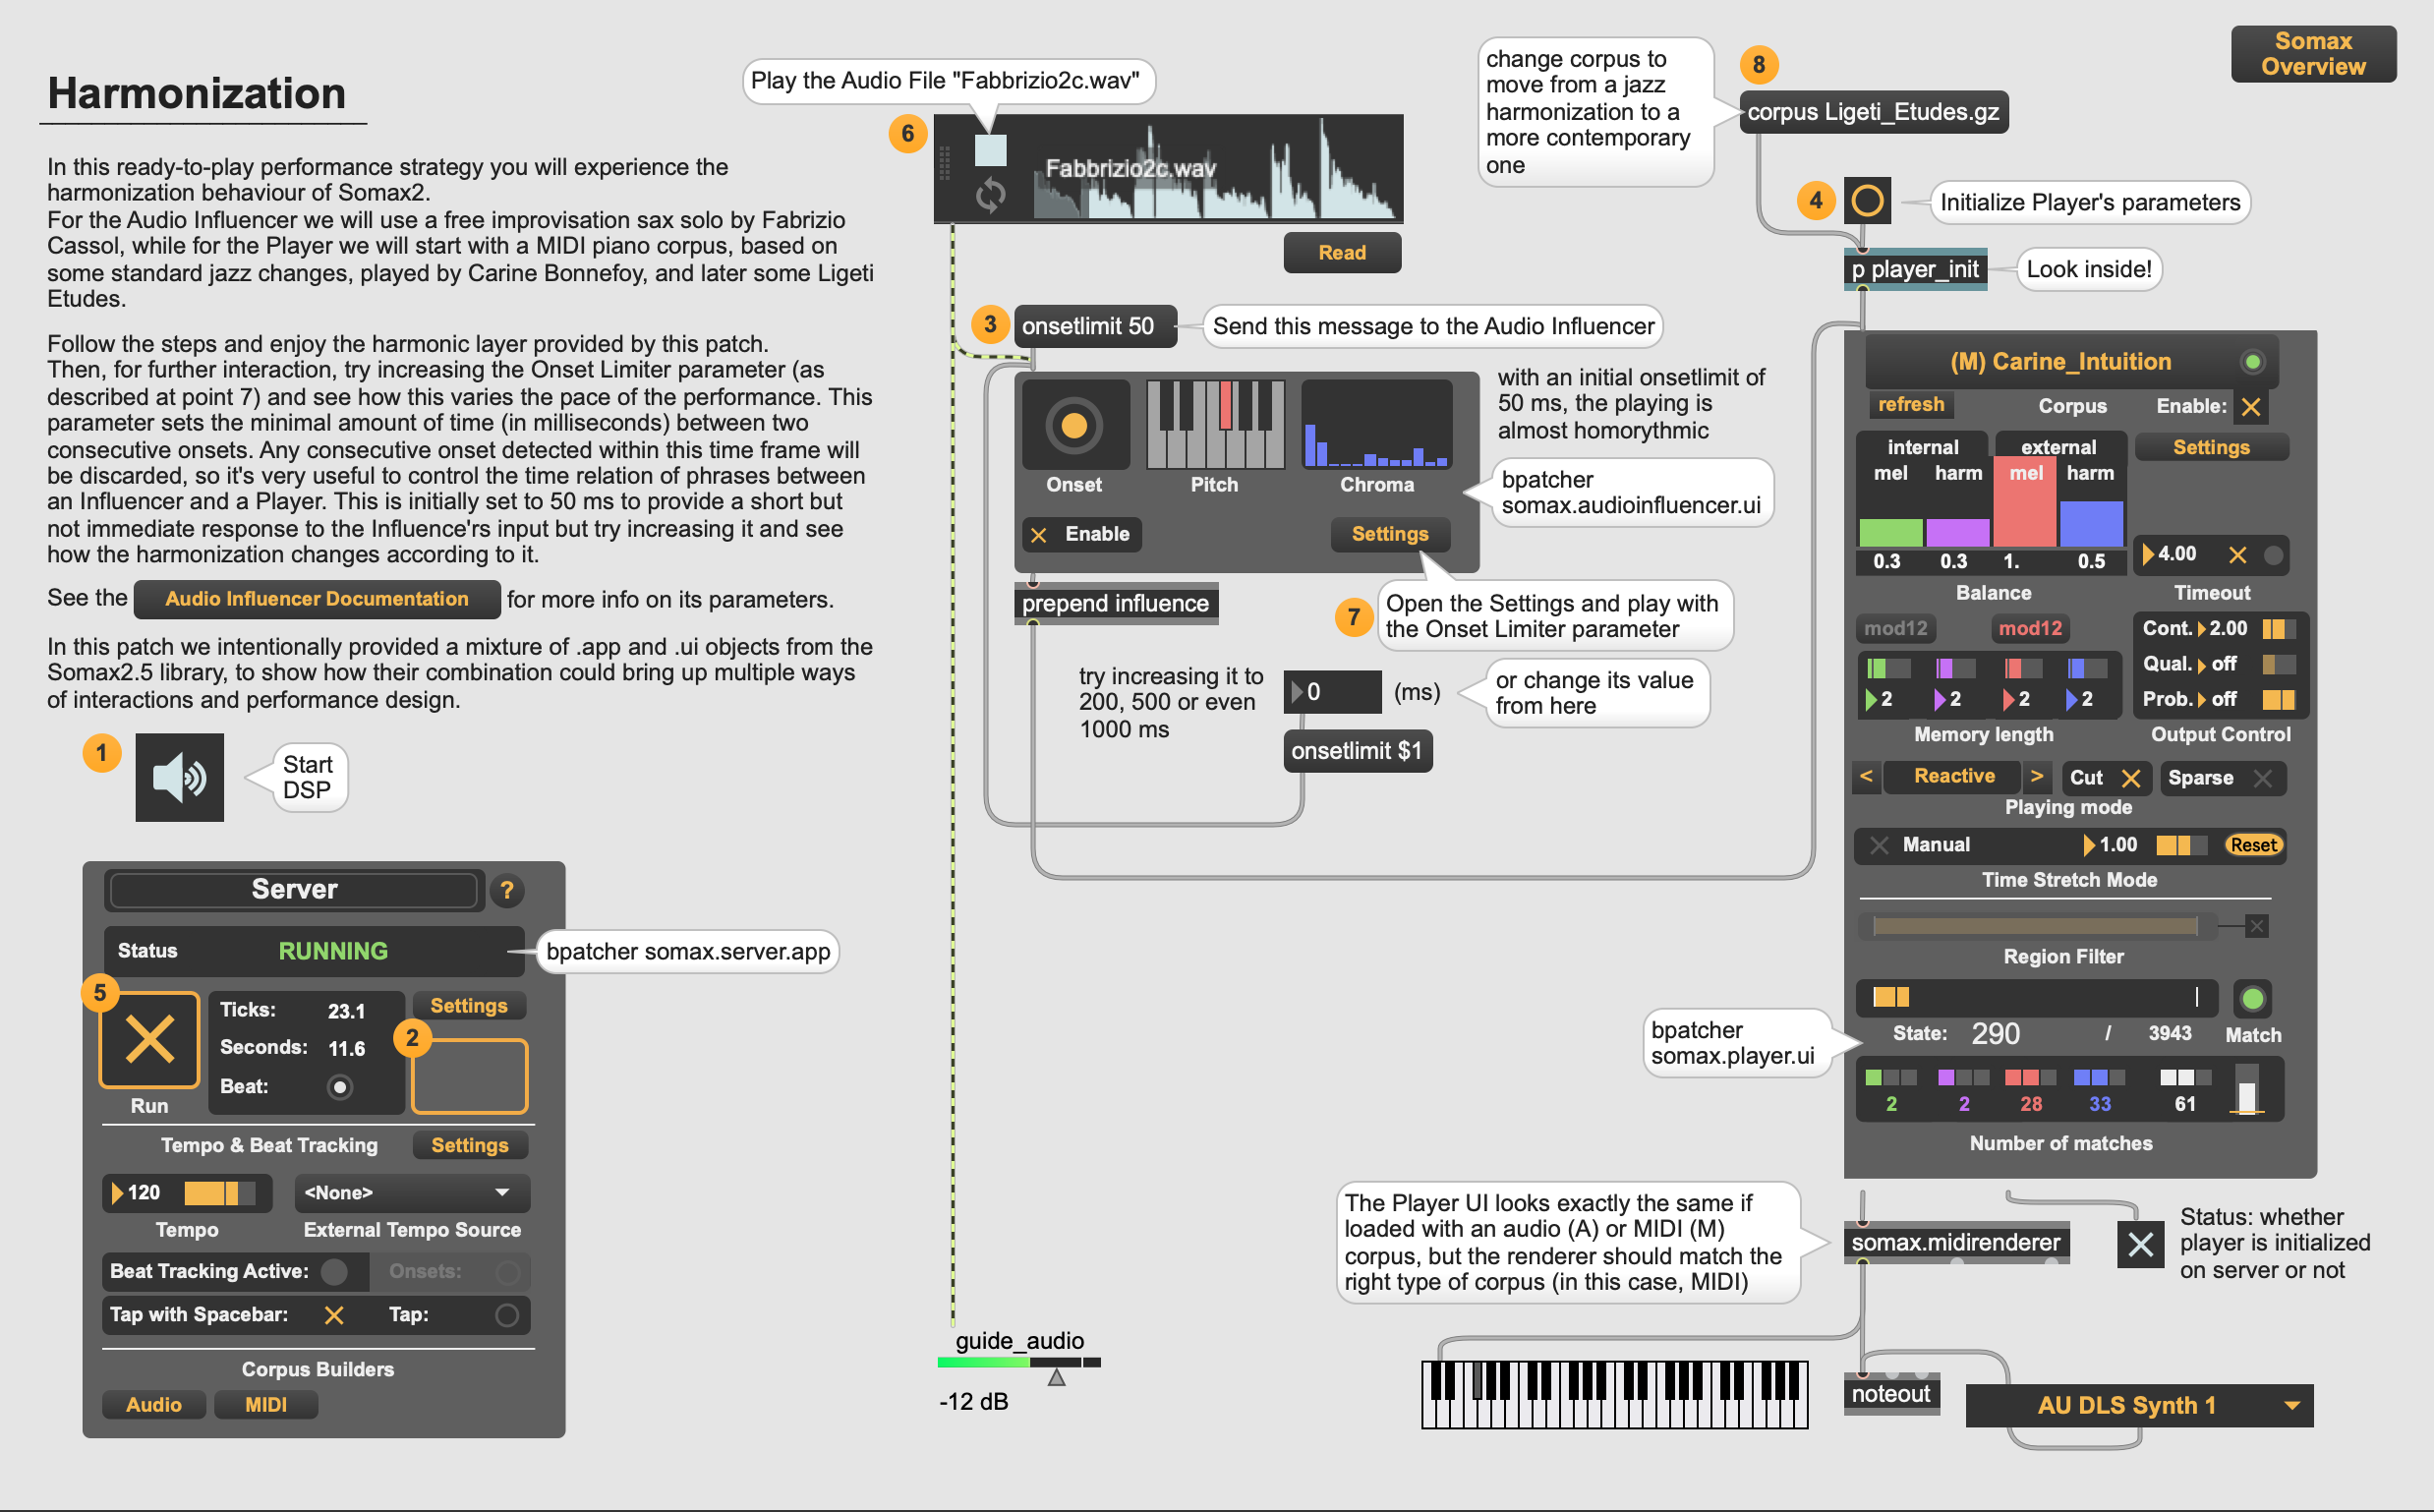 Harmonization
In this ready-to-play performance strategy you will experience the
harmonization behaviour of Somax2.
For the Audio Influencer we will use a free improvisation sax solo by Fabrizio
Cassol, while for the Player we will start with a MIDI piano corpus, based on
some standard jazz changes, played by Carine Bonnefoy, and later some Ligeti
Etudes.
Follow the steps and enjoy the harmonic layer provided by this patch.
Then, for further interaction, try increasing the Onset Limiter parameter (as
described at point 7) and see how this varies the pace of the performance. This
parameter sets the minimal amount of time (in milliseconds) between two
consecutive onsets. Any consecutive onset detected within this time frame will
be discarded, so it's very useful to control the time relation of phrases between
an Influencer and a Player. This is initially set to 50 ms to provide a short but
not immediate response to the Influence'rs input but try increasing it and see
how the harmonization changes according to it.
See the Audio Influencer Documentation for more info on its parameters.
In this patch we intentionally provided a mixture of .app and .ui objects from the
Somax2.5 library, to show how their combination could bring up multiple ways
of interactions and performance design.
1
Start
DSP
Server ?
Status RUNNING
bpatcher somax.server.app
5
Run
Ticks: 23.1
Seconds: 11.6
Beat:
Settings
2
Tempo & Beat Tracking Settings
120 <None>
Tempo External Tempo Source
Beat Tracking Active: Onsets:
Tap with Spacebar: Tap:
Corpus Builders
Audio MIDI
Play the Audio File "Fabbrizio2c.wav"
6
Fabbrizio2c.wav
Read
3
onsetlimit 50
Send this message to the Audio Influencer
with an initial onsetlimit of
50 ms, the playing is
almost homorythmic
Onset Pitch Chroma
bpatcher
somax.audioinfluencer.ui
Enable Settings
prepend influence
7
Open the Settings and play with
the Onset Limiter parameter
try increasing it to
200, 500 or even
1000 ms
0 (ms)
or change its value
from here
onsetlimit $1
guide_audio
-12 dB
Somax
Overview
change corpus to
move from a jazz
harmonization to a
more contemporary
one
8
corpus Ligeti_Etudes.gz
4
Initialize Player's parameters
p player_init
Look inside!
(M) Carine_Intuition
refresh Corpus Enable:
internal external Settings
mel harm mel harm
0.3 0.3 1. 0.5 4.00
Balance Timeout
mod12 mod12
Cont. 2.00
Qual. off
Prob. off
2 2 2 2
Memory length Output Control
< Reactive > Cut Sparse
Playing mode
Manual 1.00 Reset
Time Stretch Mode
Region Filter
State: 290 / 3943 Match
bpatcher
somax.player.ui
2 2 28 33 61
Number of matches
The Player UI looks exactly the same if
loaded with an audio (A) or MIDI (M)
corpus, but the renderer should match the
right type of corpus (in this case, MIDI)
somax.midirenderer
Status: whether
player is initialized
on server or not
noteout
AU DLS Synth 1